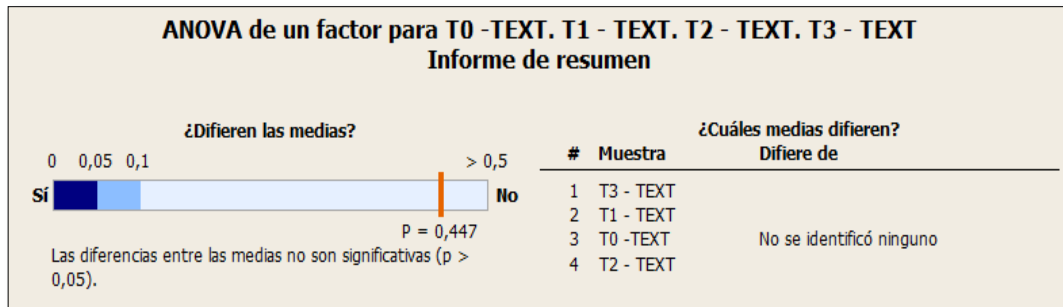 ANOVA de un factor para T0 -TEXT. T1 - TEXT. T2 - TEXT. T3 - TEXT
Informe de resumen
¿Difieren las medias?
0 0,05 0,1 > 0,5
Sí No
P = 0,447
Las diferencias entre las medias no son significativas (p >
0,05).
¿Cuáles medias difieren?
# Muestra Difiere de
1 T3 - TEXT
2 T1 - TEXT
3 T0 -TEXT No se identificó ninguno
4 T2 - TEXT